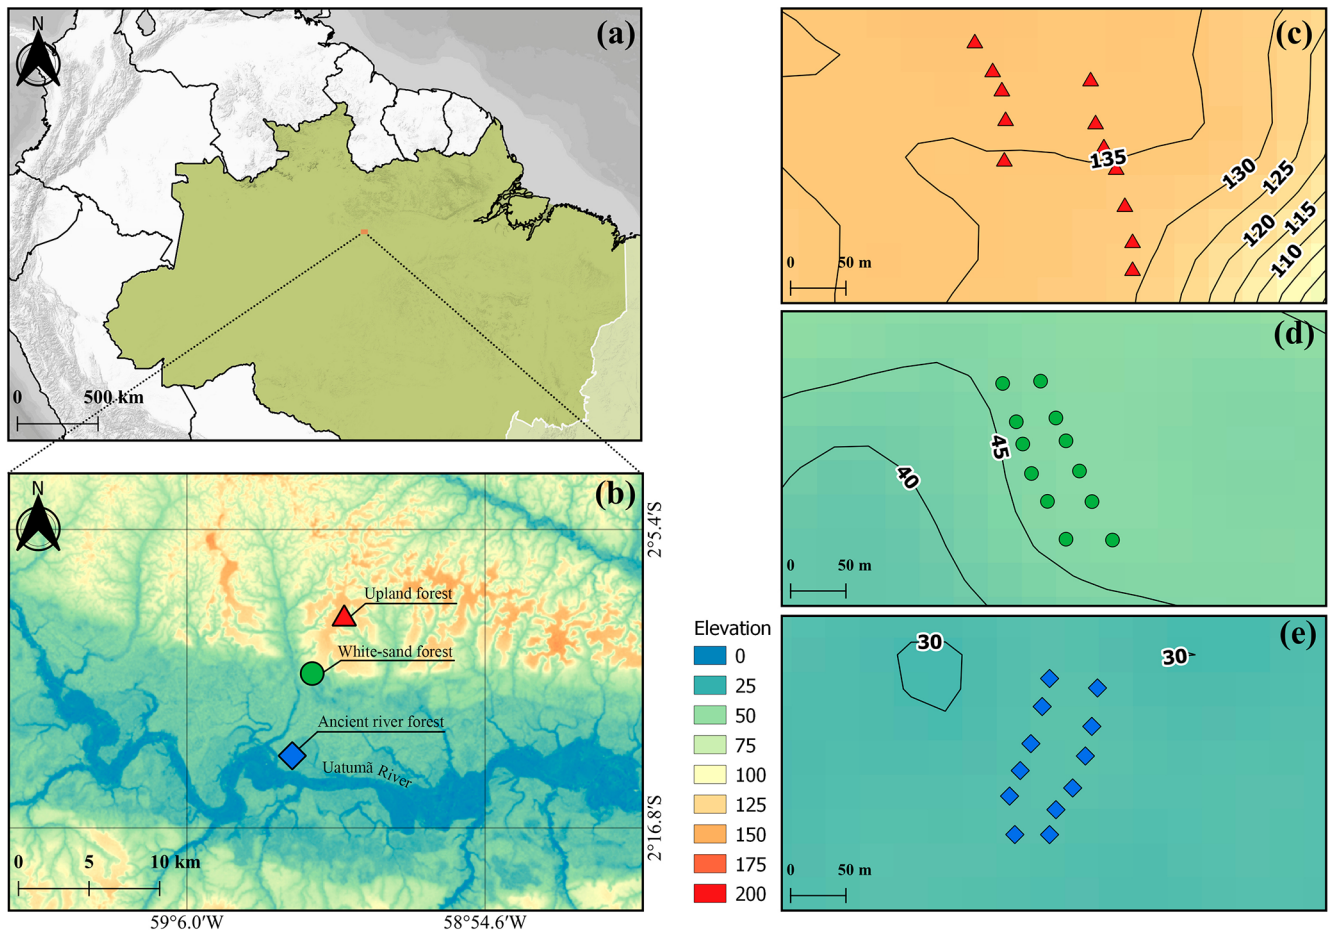 N
(a)
0 500 km
N
(b)
Upland forest
White-sand forest
Ancient river forest
Uatumã River
0 5 10 km
2°5.4'S
2°16.8'S
59°6.0'W 58°54.6'W
(c)
135
130
125
120
115
110
0 50 m
(d)
45
40
0 50 m
Elevation
0
25
50
75
100
125
150
175
200
(e)
30
30
0 50 m